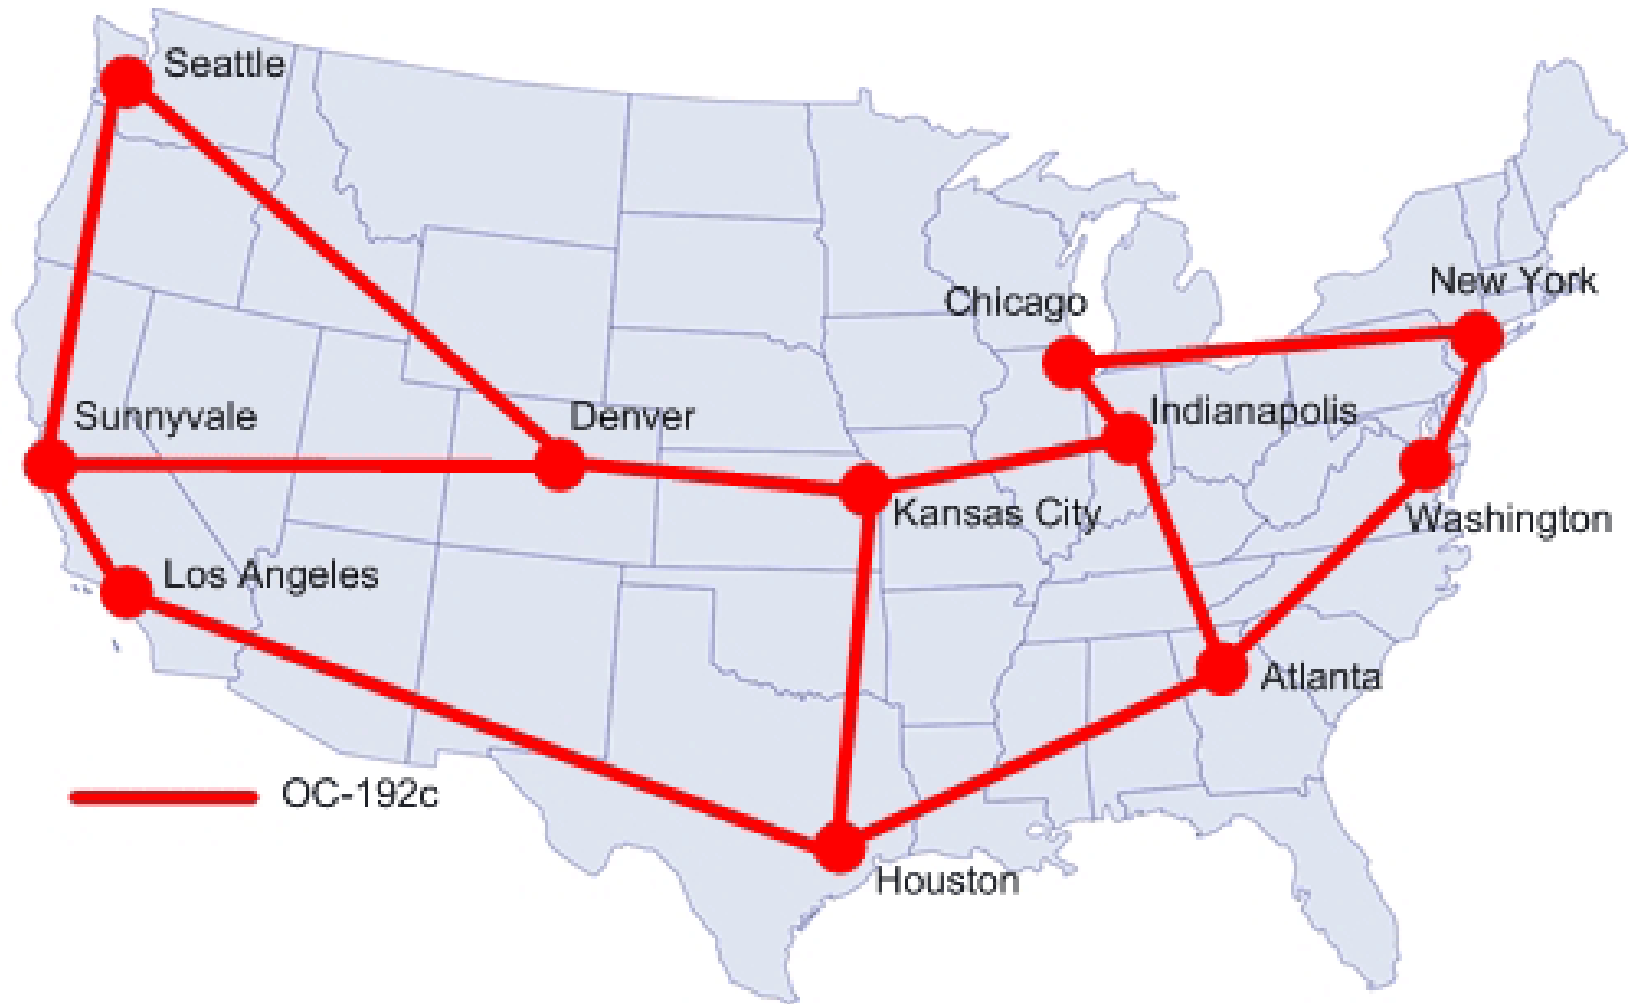 Seattle
New York
Chicago
Sunnyvale
Denver
Indianapolis
Kansas City
Washington
Los Angeles
Atlanta
OC-192c
Houston